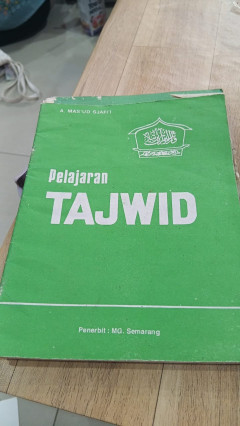 A. MAS'UD SJAFI'I
Pelajaran
TAJWID
Penerbit : MG. Semarang